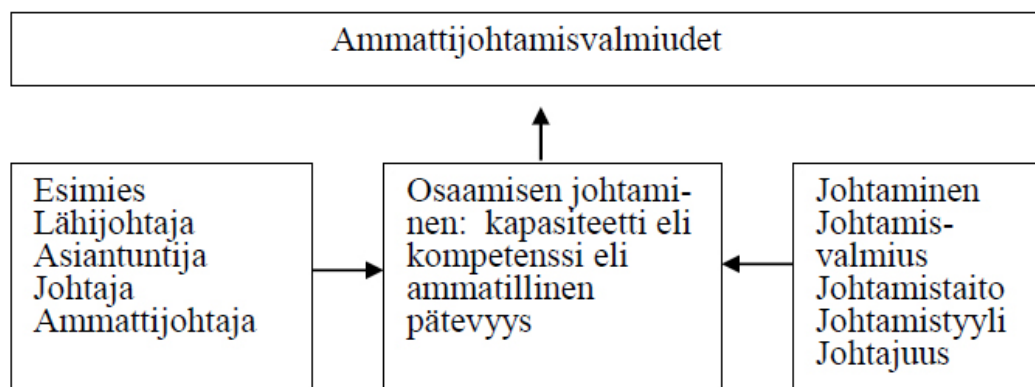 Ammattijohtamisvalmiudet
Esimies
Lähijohtaja
Asiantuntija
Johtaja
Ammattijohtaja
Osaamisen johtami-
nen:  kapasiteetti eli
kompetenssi eli
ammatillinen
pätevyys
Johtaminen
Johtamis-
valmius
Johtamistaito
Johtamistyyli
Johtajuus